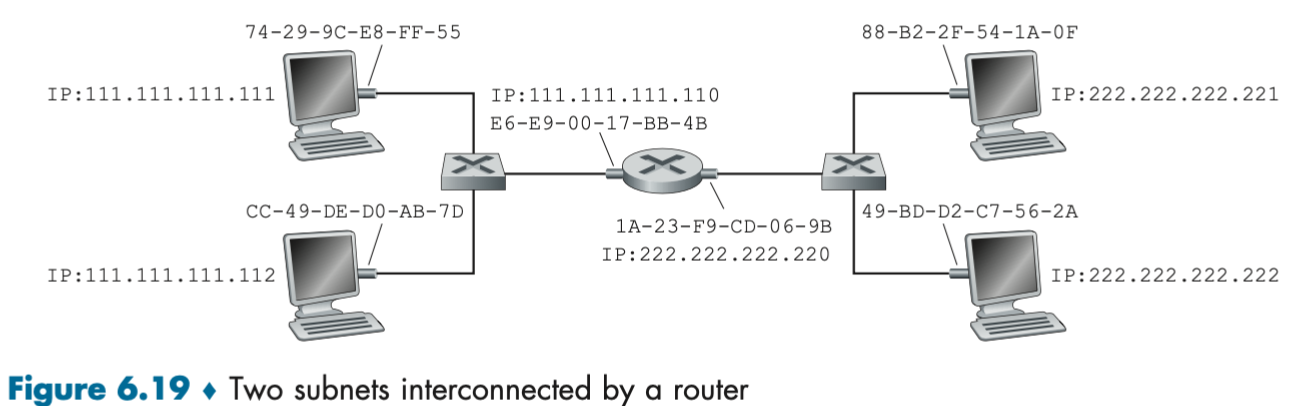 74-29-9C-E8-FF-55
88-B2-2F-54-1A-0F
IP:111.111.111.111
IP:111.111.111.110
E6-E9-00-17-BB-4B
IP:222.222.222.221
CC-49-DE-D0-AB-7D
1A-23-F9-CD-06-9B
IP:222.222.222.220
49-BD-D2-C7-56-2A
IP:111.111.111.112
IP:222.222.222.222
Figure 6.19 ♦ Two subnets interconnected by a router